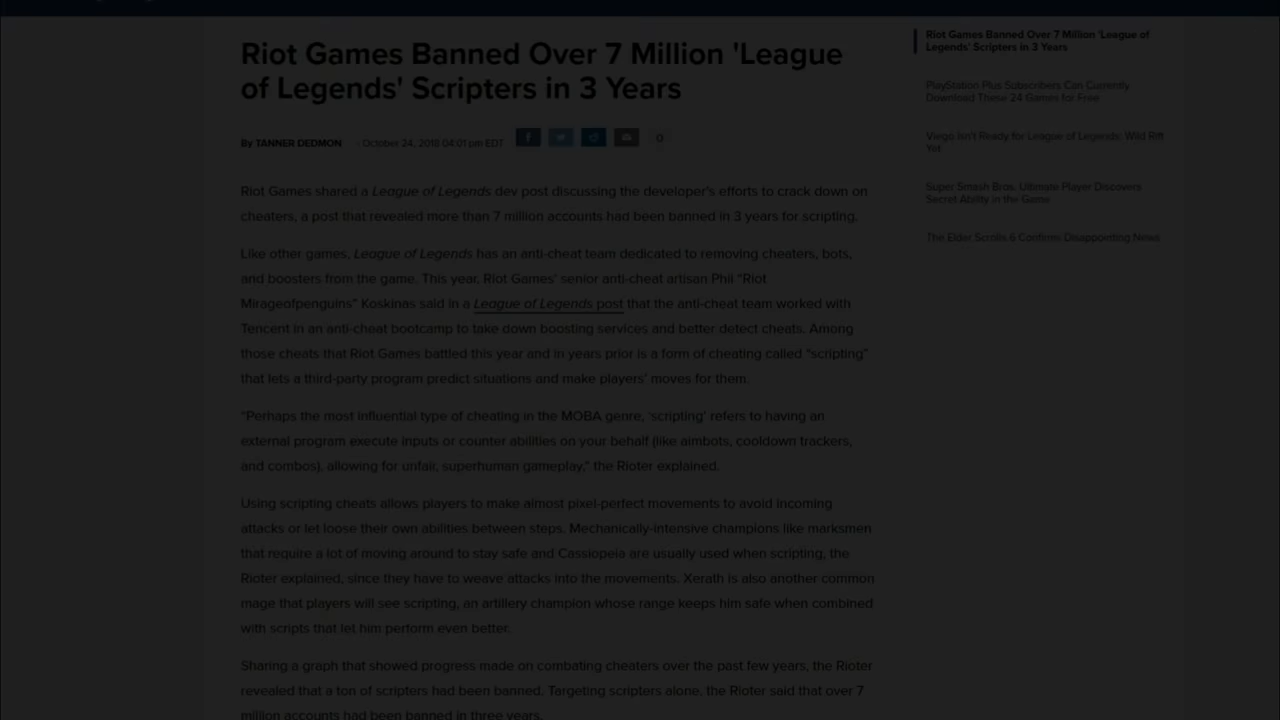 Riot Games Banned Over 7 Million 'League
of Legends' Scripters in 3 Years
By TANNER DEDMON - October 24, 2018 04:01 pm EDT 0
Riot Games shared a League of Legends dev post discussing the developer's efforts to crack down on
cheaters, a post that revealed more than 7 million accounts had been banned in 3 years for scripting.
Like other games, League of Legends has an anti-cheat team dedicated to removing cheaters, bots,
and boosters from the game. This year, Riot Games' senior anti-cheat artisan Phil "Riot
Mirageofpenguins" Koskinas said in a League of Legends post that the anti-cheat team worked with
Tencent in an anti-cheat bootcamp to take down boosting services and better detect cheats. Among
those cheats that Riot Games battled this year and in years prior is a form of cheating called "scripting"
that lets a third-party program predict situations and make players' moves for them.
"Perhaps the most influential type of cheating in the MOBA genre, 'scripting' refers to having an
external program execute inputs or counter abilities on your behalf (like aimbots, cooldown trackers,
and combos), allowing for unfair, superhuman gameplay," the Rioter explained.
Using scripting cheats allows players to make almost pixel-perfect movements to avoid incoming
attacks or let loose their own abilities between steps. Mechanically-intensive champions like marksmen
that require a lot of moving around to stay safe and Cassiopeia are usually used when scripting, the
Rioter explained, since they have to weave attacks into the movements. Xerath is also another common
mage that players will see scripting, an artillery champion whose range keeps him safe when combined
with scripts that let him perform even better.
Sharing a graph that showed progress made on combating cheaters over the past few years, the Rioter
revealed that a ton of scripters had been banned. Targeting scripters alone, the Rioter said that over 7
million accounts had been banned in three years.
Riot Games Banned Over 7 Million 'League of
Legends' Scripters in 3 Years
PlayStation Plus Subscribers Can Currently
Download These 24 Games for Free
Viego Isn't Ready for League of Legends: Wild Rift
Yet
Super Smash Bros. Ultimate Player Discovers
Secret Ability in the Game
The Elder Scrolls 6 Confirms Disappointing News